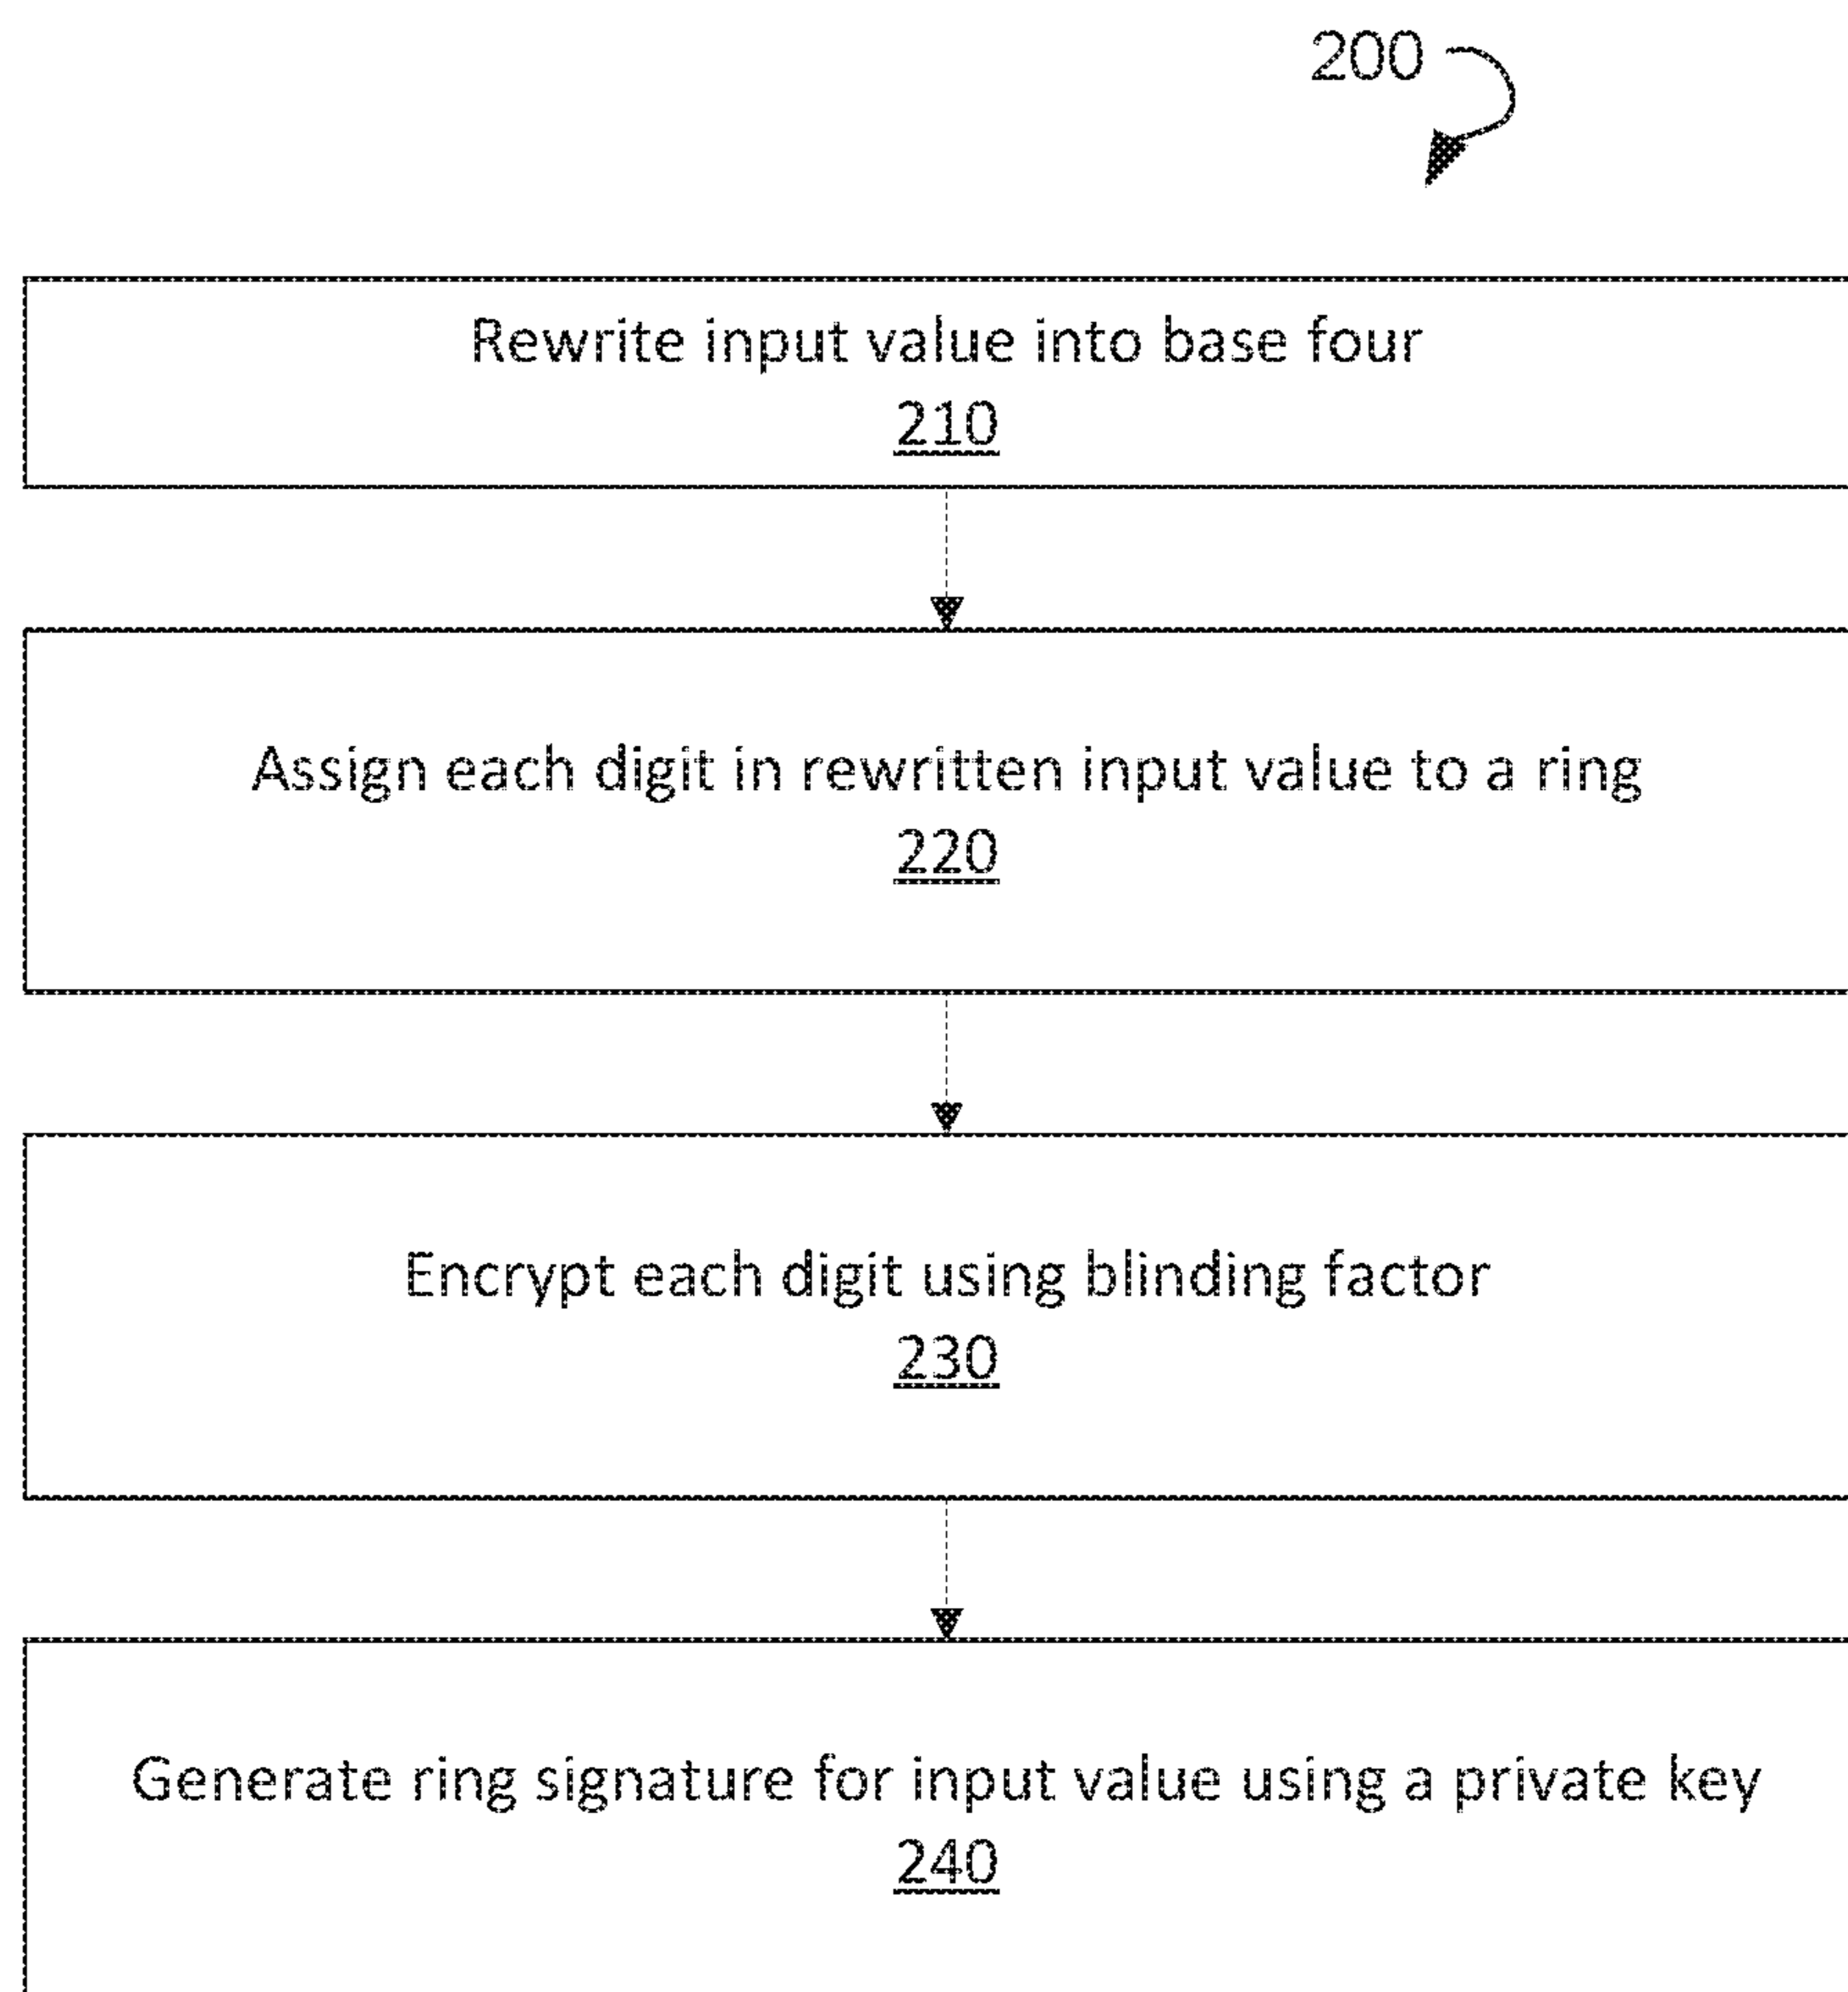 200
Rewrite input value into base four
210
Assign each digit in rewritten input value to a ring
220
Encrypt each digit using blinding factor
230
Generate ring signature for input value using a private key
240